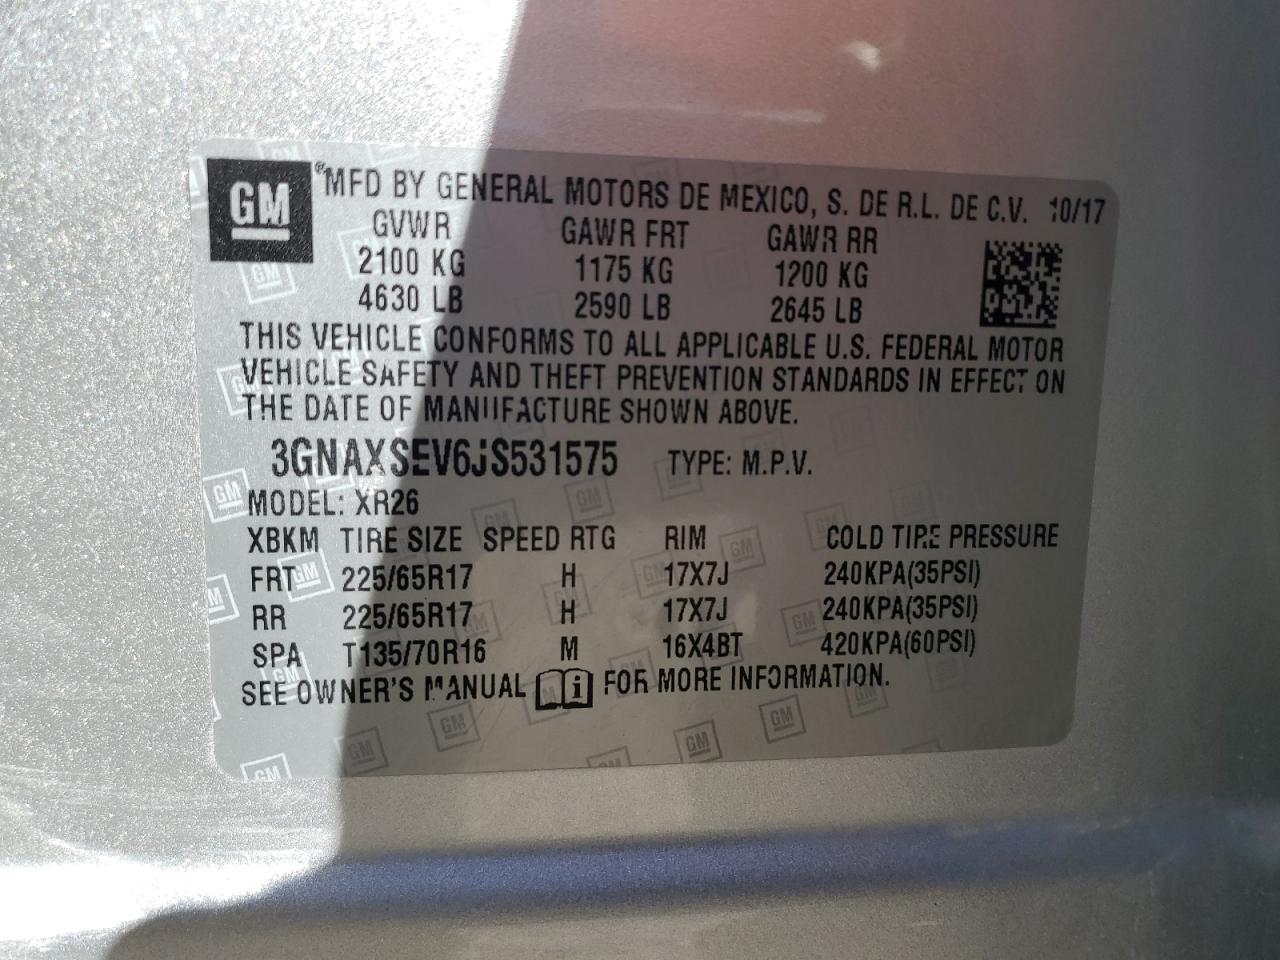 GM ®MFD BY GENERAL MOTORS DE MEXICO, S. DE R.L. DE C.V. 10/17
GVWR GAWR FRT GAWR RR
2100 KG 1175 KG 1200 KG
4630 LB 2590 LB 2645 LB
THIS VEHICLE CONFORMS TO ALL APPLICABLE U.S. FEDERAL MOTOR
VEHICLE SAFETY AND THEFT PREVENTION STANDARDS IN EFFECT ON
THE DATE OF MANUFACTURE SHOWN ABOVE.
3GNAXSEV6JS531575 TYPE: M.P.V.
MODEL: XR26
XBKM TIRE SIZE SPEED RTG RIM COLD TIRE PRESSURE
FRT 225/65R17 H 17X7J 240KPA(35PSI)
RR 225/65R17 H 17X7J 240KPA(35PSI)
SPA T135/70R16 M 16X4BT 420KPA(60PSI)
SEE OWNER'S MANUAL i FOR MORE INFORMATION.